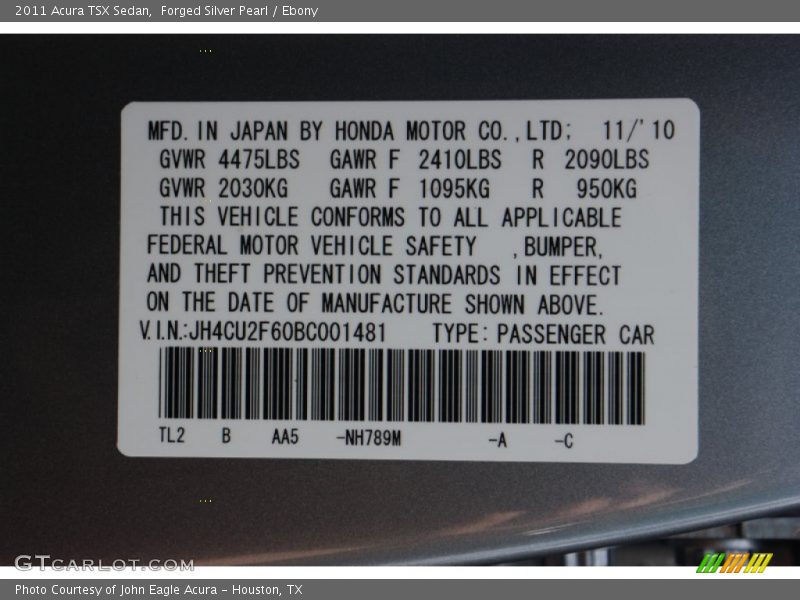 2011 Acura TSX Sedan,  Forged Silver Pearl / Ebony
MFD. IN JAPAN BY HONDA MOTOR CO. ,LTD; 11/'10
GVWR 4475LBS GAWR F 2410LBS R 2090LBS
GVWR 2030KG GAWR F 1095KG R 950KG
THIS VEHICLE CONFORMS TO ALL APPLICABLE
FEDERAL MOTOR VEHICLE SAFETY ,BUMPER,
AND THEFT PREVENTION STANDARDS IN EFFECT
ON THE DATE OF MANUFACTURE SHOWN ABOVE.
V.I.N.:JH4CU2F60BC001481 TYPE: PASSENGER CAR
TL2 B AA5 -NH789M -A -C
GTCARLOT.COM
Photo Courtesy of John Eagle Acura - Houston, TX